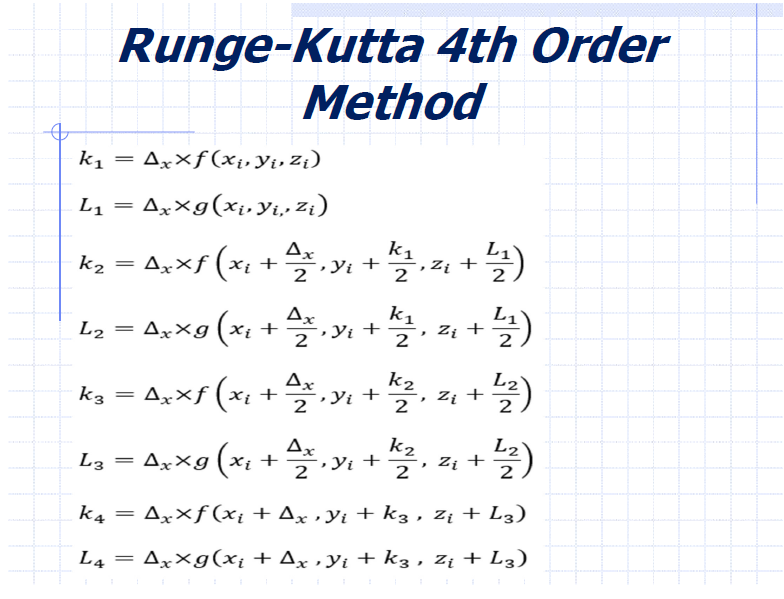 Runge-Kutta 4th Order
Method
k₁ = Δₓ×f(xᵢ, yᵢ, zᵢ)
L₁ = Δₓ×g(xᵢ, yᵢ,, zᵢ)
k₂ = Δₓ×f(xᵢ + Δₓ/2, yᵢ + k₁/2, zᵢ + L₁/2)
L₂ = Δₓ×g(xᵢ + Δₓ/2, yᵢ + k₁/2, zᵢ + L₁/2)
k₃ = Δₓ×f(xᵢ + Δₓ/2, yᵢ + k₂/2, zᵢ + L₂/2)
L₃ = Δₓ×g(xᵢ + Δₓ/2, yᵢ + k₂/2, zᵢ + L₂/2)
k₄ = Δₓ×f(xᵢ + Δₓ , yᵢ + k₃ , zᵢ + L₃)
L₄ = Δₓ×g(xᵢ + Δₓ , yᵢ + k₃ , zᵢ + L₃)